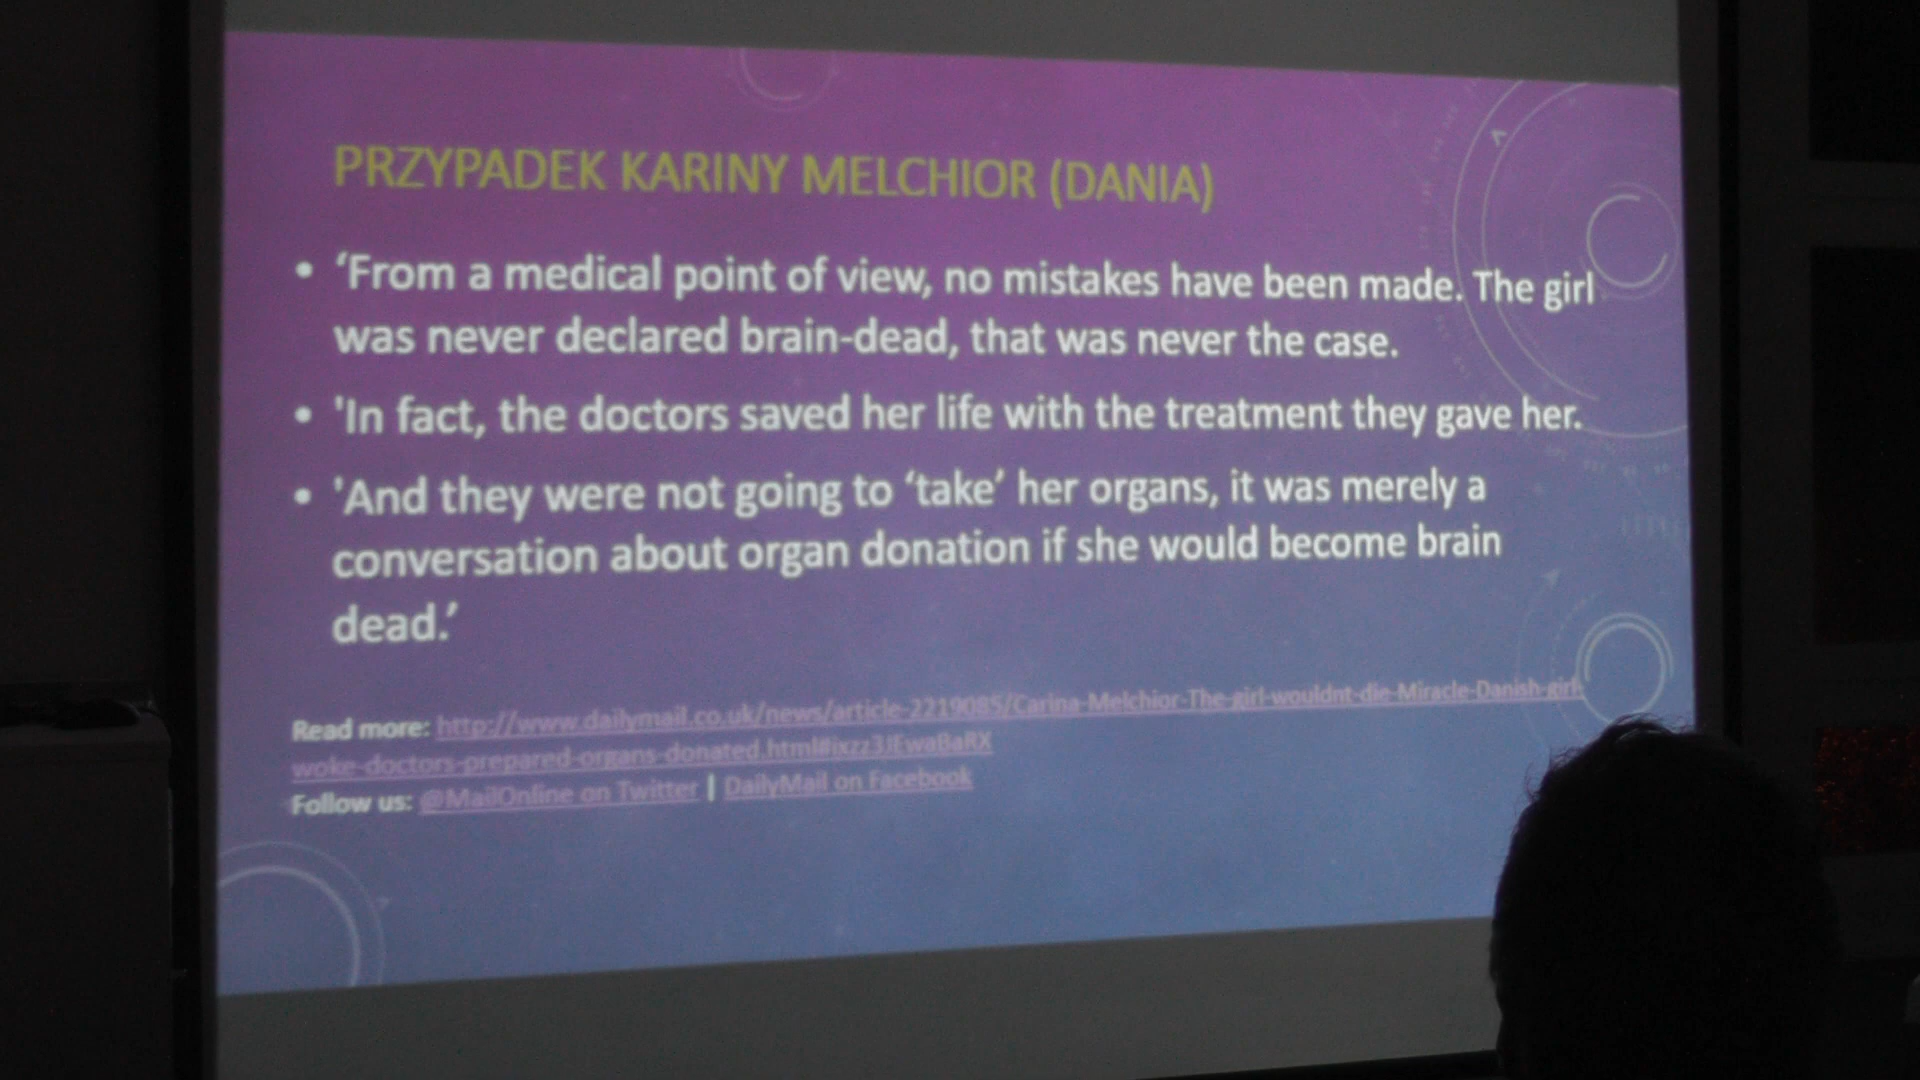 PRZYPADEK KARINY MELCHIOR (DANIA)
• ‘From a medical point of view, no mistakes have been made. The girl
was never declared brain-dead, that was never the case.
• 'In fact, the doctors saved her life with the treatment they gave her.
• 'And they were not going to ‘take’ her organs, it was merely a
conversation about organ donation if she would become brain
dead.’
Read more: http://www.dailymail.co.uk/news/article-2219085/Carina-Melchior-The-girl-wouldnt-die-Miracle-Danish-girl-
woke-doctors-prepared-organs-donated.html#ixzz3JEwaBaRX
Follow us: @MailOnline on Twitter | DailyMail on Facebook